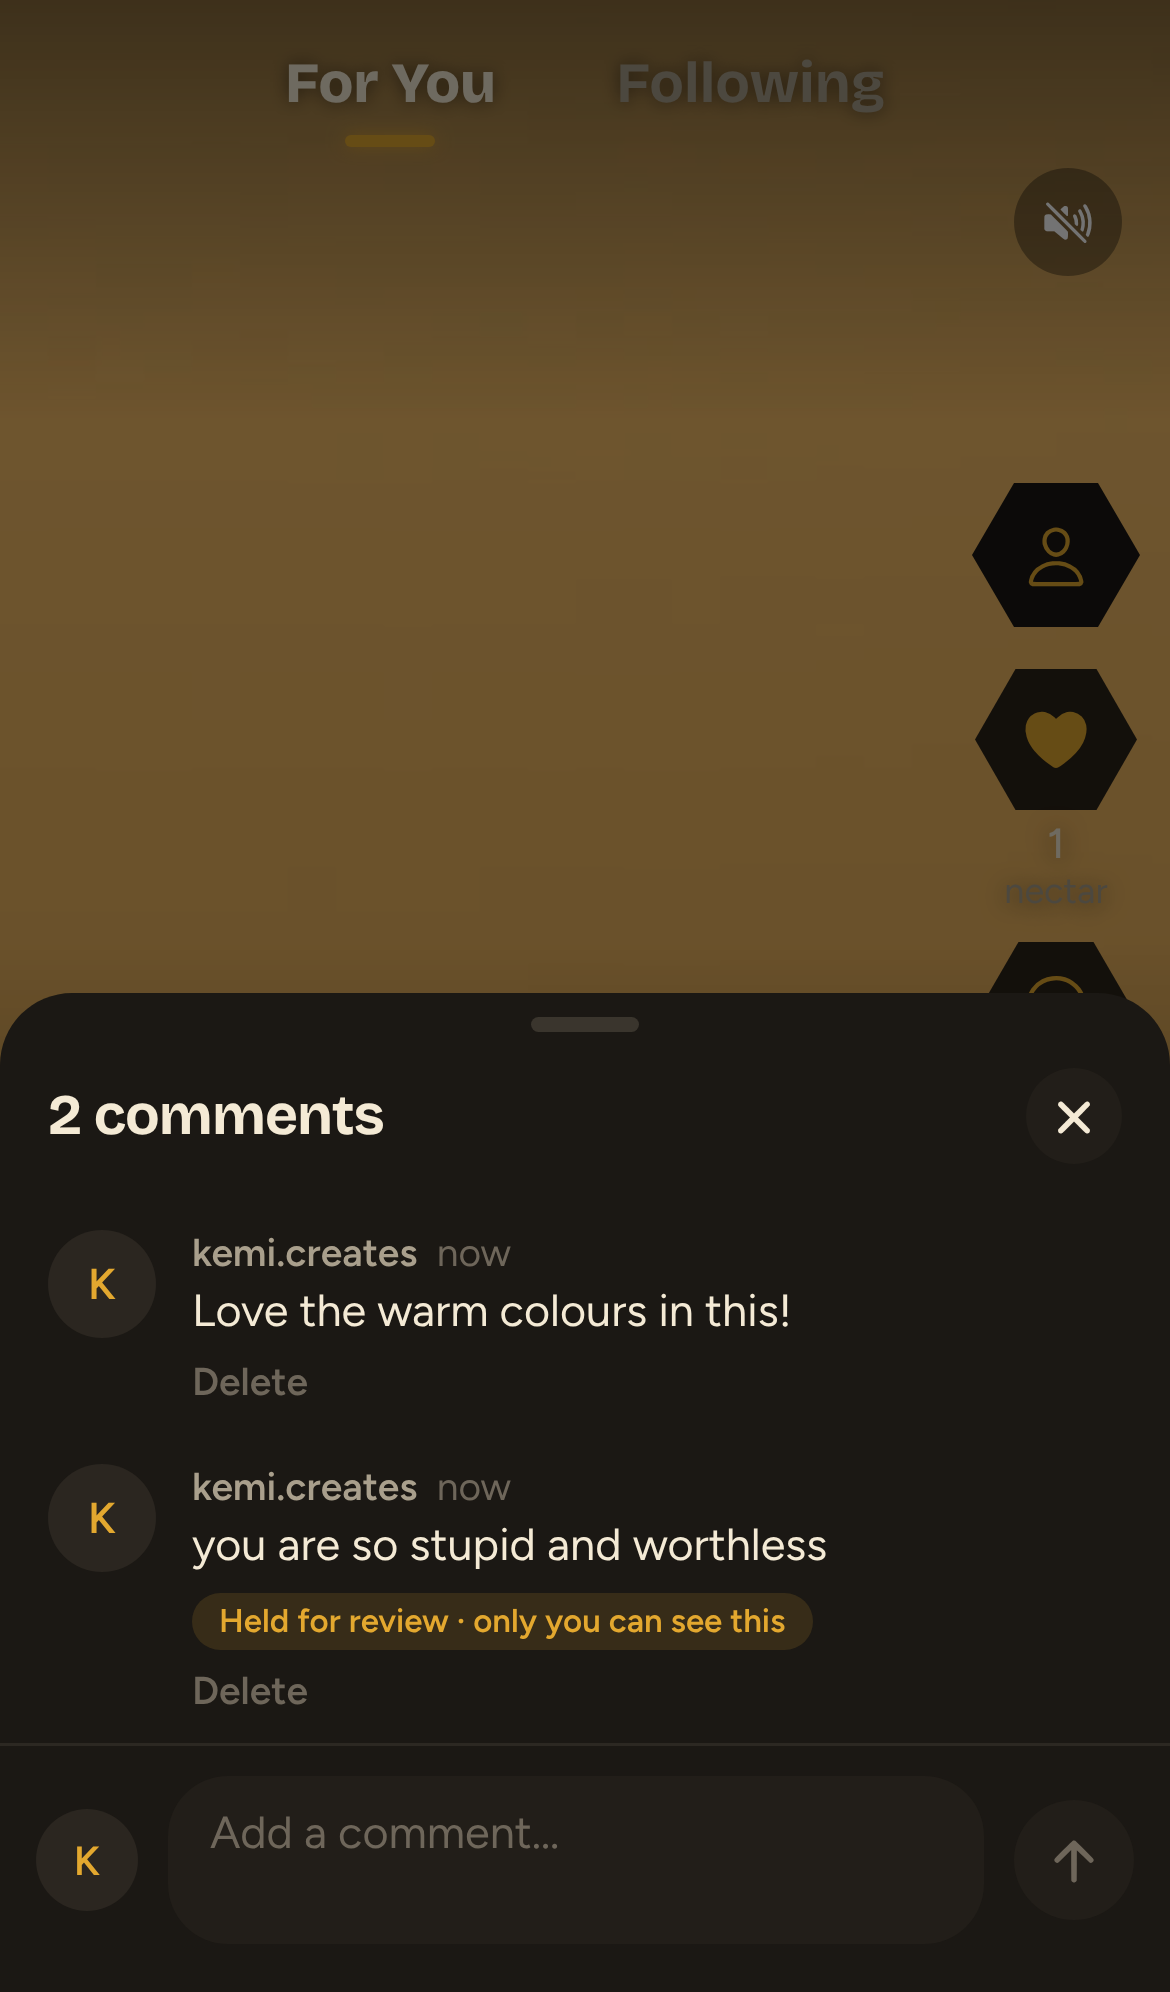 For You
Following
1
nectar
2 comments
K
kemi.creates now
Love the warm colours in this!
Delete
K
kemi.creates now
you are so stupid and worthless
Held for review · only you can see this
Delete
K
Add a comment...